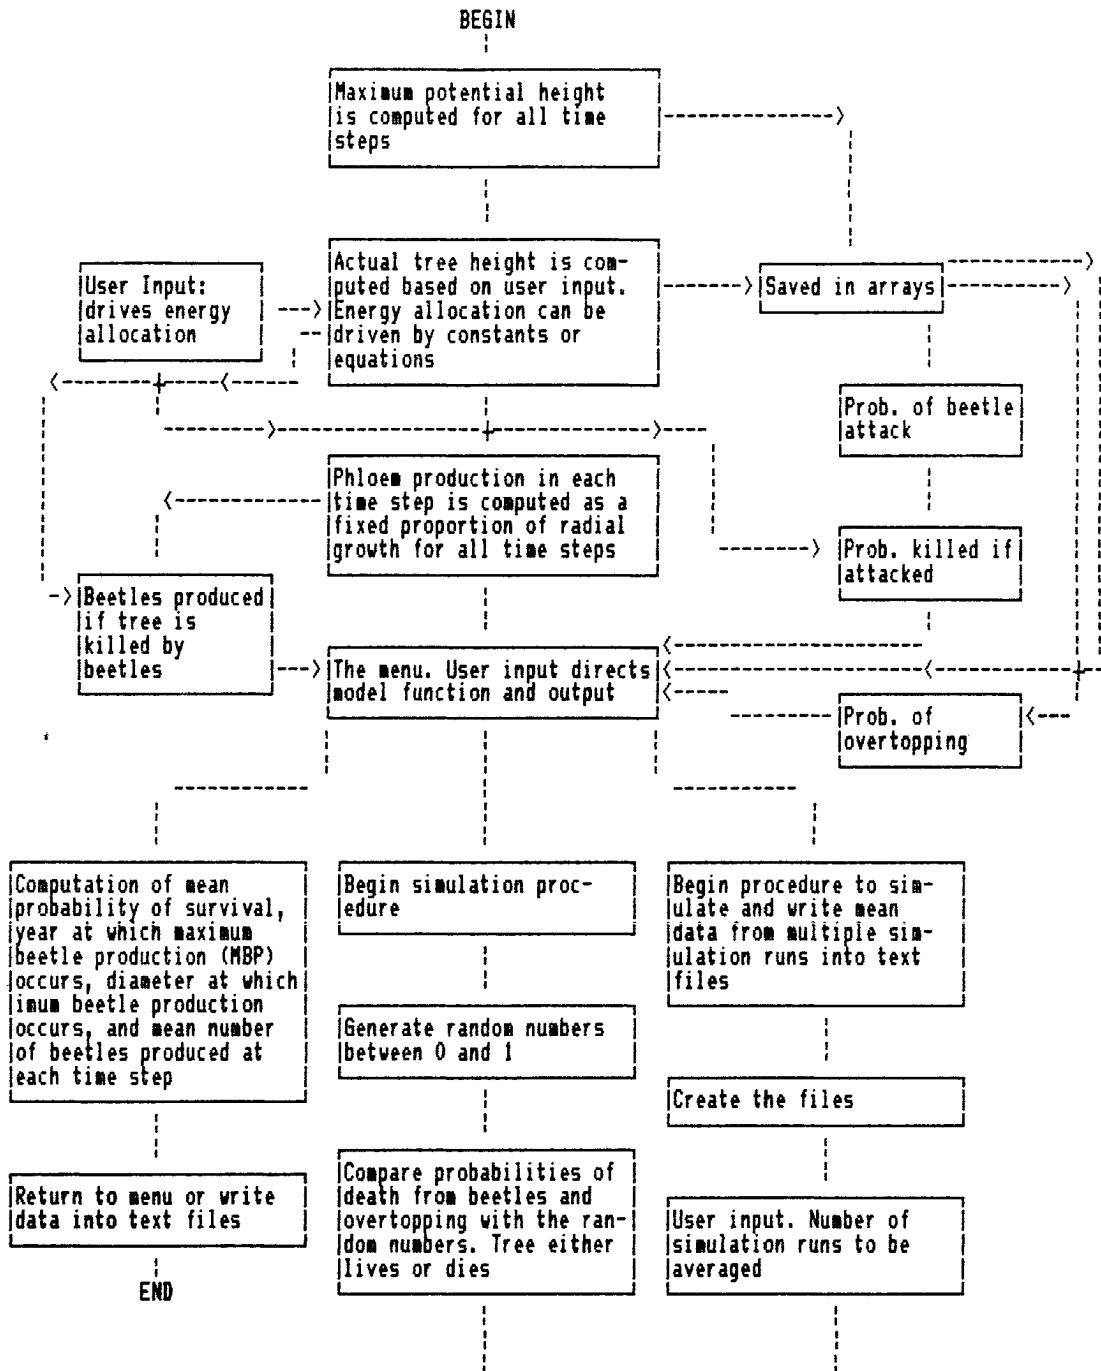 BEGIN
Maximum potential height
is computed for all time
steps
User Input:
drives energy
allocation
Actual tree height is com-
puted based on user input.
Energy allocation can be
driven by constants or
equations
Saved in arrays
Prob. of beetle
attack
Phloem production in each
time step is computed as a
fixed proportion of radial
growth for all time steps
Prob. killed if
attacked
Beetles produced
if tree is
killed by
beetles
The menu. User input directs
model function and output
Prob. of
overtopping
Computation of mean
probability of survival,
year at which maximum
beetle production (MBP)
occurs, diameter at which
imum beetle production
occurs, and mean number
of beetles produced at
each time step
Return to menu or write
data into text files
END
Begin simulation proc-
edure
Generate random numbers
between 0 and 1
Compare probabilities of
death from beetles and
overtopping with the ran-
dom numbers. Tree either
lives or dies
Begin procedure to sim-
ulate and write mean
data from multiple sim-
ulation runs into text
files
Create the files
User input. Number of
simulation runs to be
averaged